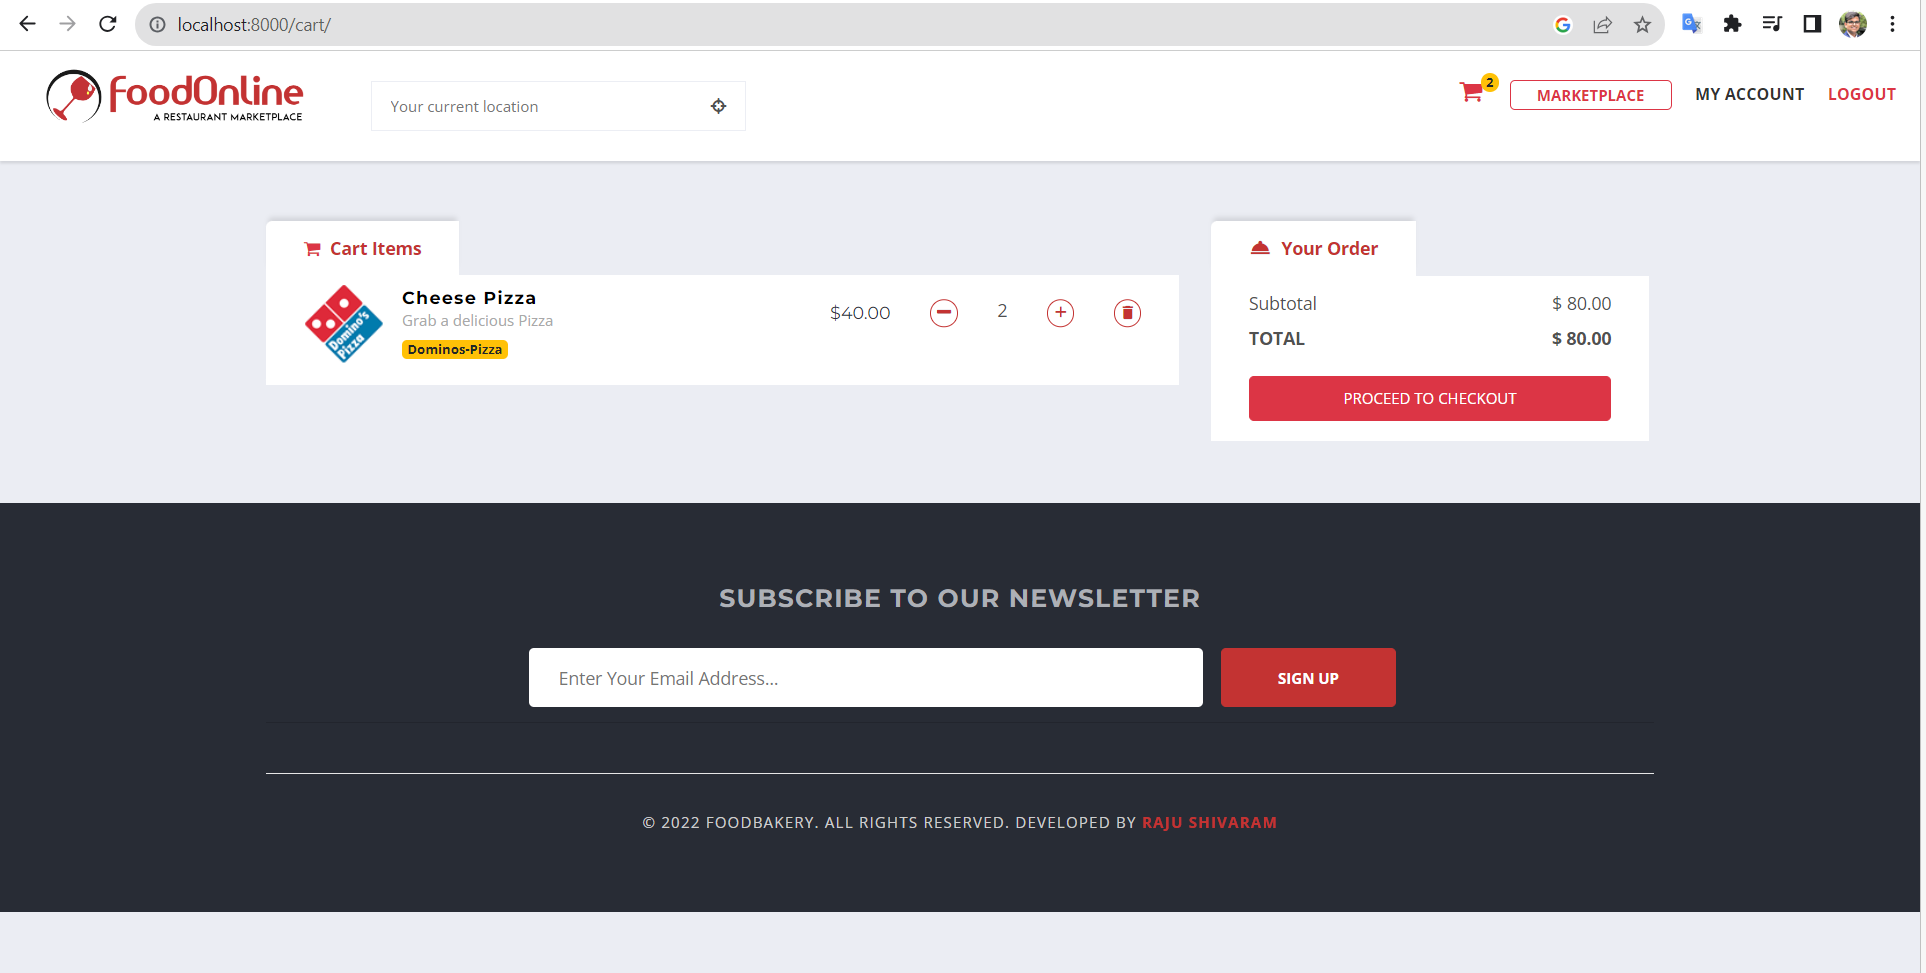 localhost:8000/cart/
FoodOnline
A RESTAURANT MARKETPLACE
Your current location
2
MARKETPLACE
MY ACCOUNT
LOGOUT
Cart Items
Domino's
Pizza
Cheese Pizza
Grab a delicious Pizza
Dominos-Pizza
$40.00
2
Your Order
Subtotal $ 80.00
TOTAL $ 80.00
PROCEED TO CHECKOUT
SUBSCRIBE TO OUR NEWSLETTER
Enter Your Email Address...
SIGN UP
© 2022 FOODBAKERY. ALL RIGHTS RESERVED. DEVELOPED BY RAJU SHIVARAM